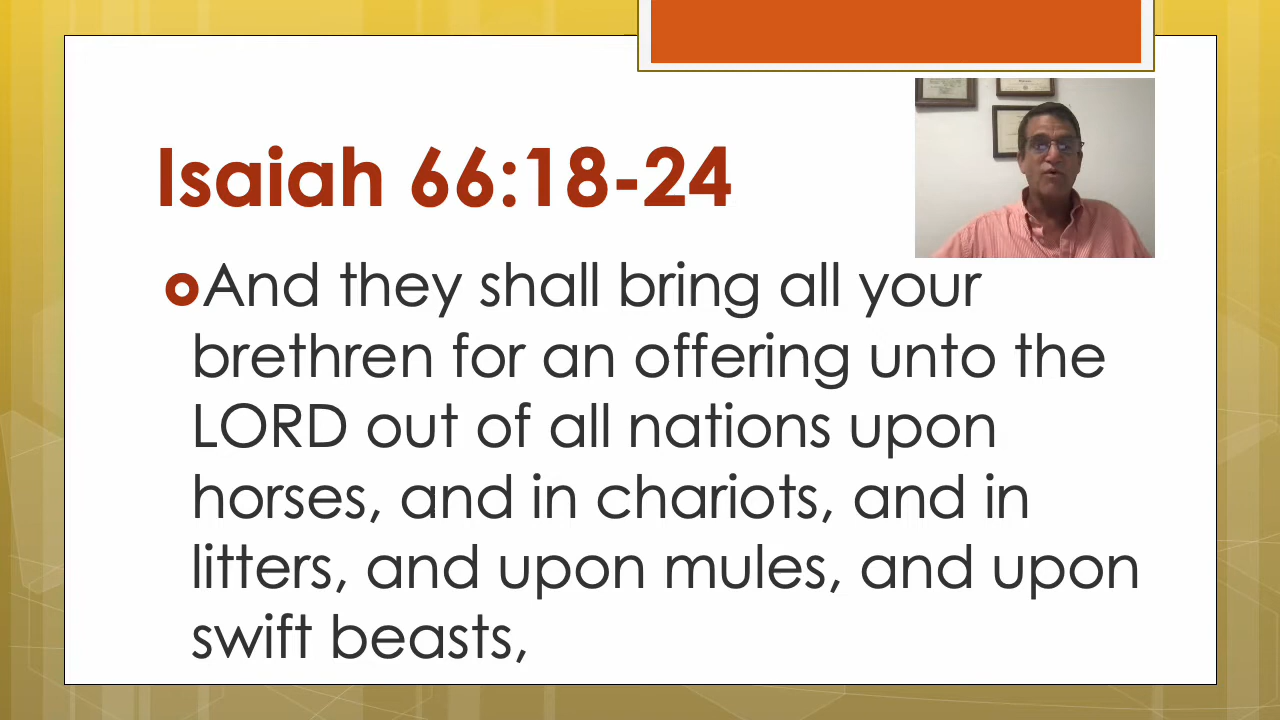 Isaiah 66:18-24
And they shall bring all your
brethren for an offering unto the
LORD out of all nations upon
horses, and in chariots, and in
litters, and upon mules, and upon
swift beasts,